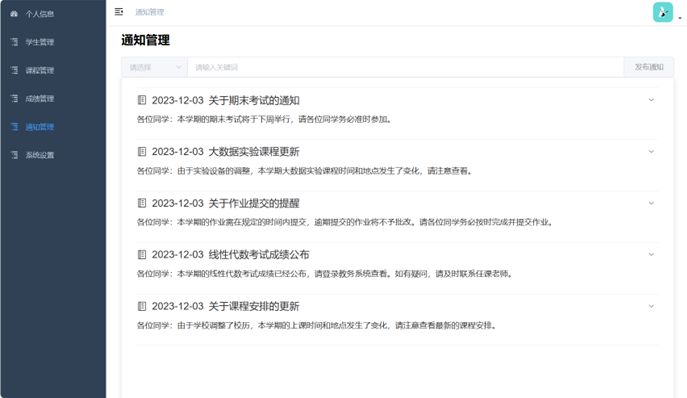 个人信息
学生管理
课程管理
成绩管理
通知管理
系统设置
通知管理
通知管理
请选择
请输入关键词
发布通知
2023-12-03 关于期末考试的通知
各位同学：本学期的期末考试将于下周举行，请各位同学务必准时参加。
2023-12-03 大数据实验课程更新
各位同学：由于实验设备的调整，本学期大数据实验课程时间和地点发生了变化，请注意查看。
2023-12-03 关于作业提交的提醒
各位同学：本学期的作业需在规定的时间内提交，逾期提交的作业将不予批改。请各位同学务必按时完成并提交作业。
2023-12-03 线性代数考试成绩公布
各位同学：本学期的线性代数考试成绩已经公布，请登录教务系统查看。如有疑问，请及时联系任课老师。
2023-12-03 关于课程安排的更新
各位同学：由于学校调整了校历，本学期的上课时间和地点发生了变化，请注意查看最新的课程安排。